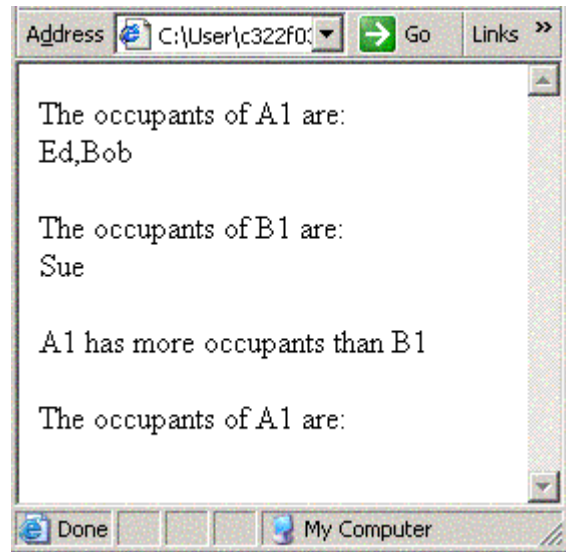 Address C:\User\c322f03 Go Links »
The occupants of A1 are:
Ed,Bob
The occupants of B1 are:
Sue
A1 has more occupants than B1
The occupants of A1 are:
Done My Computer